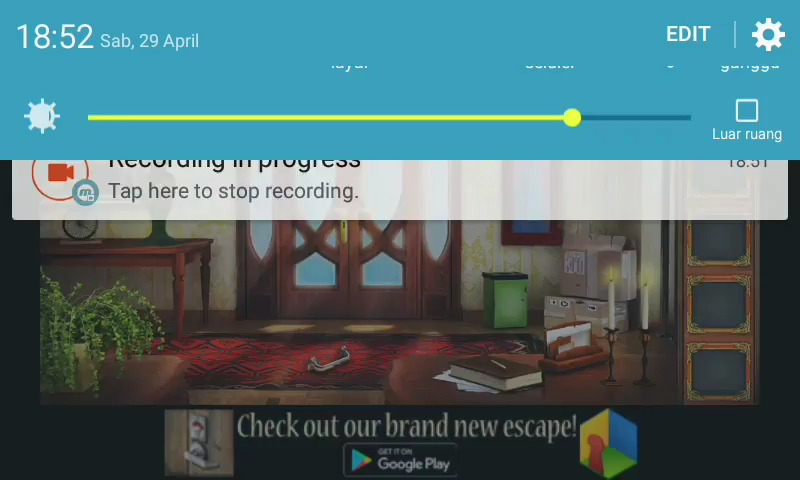 18:52 Sab, 29 April
EDIT
Luar ruang
Recording in progress
18:51
Tap here to stop recording.
Check out our brand new escape!
GET IT ON
Google Play